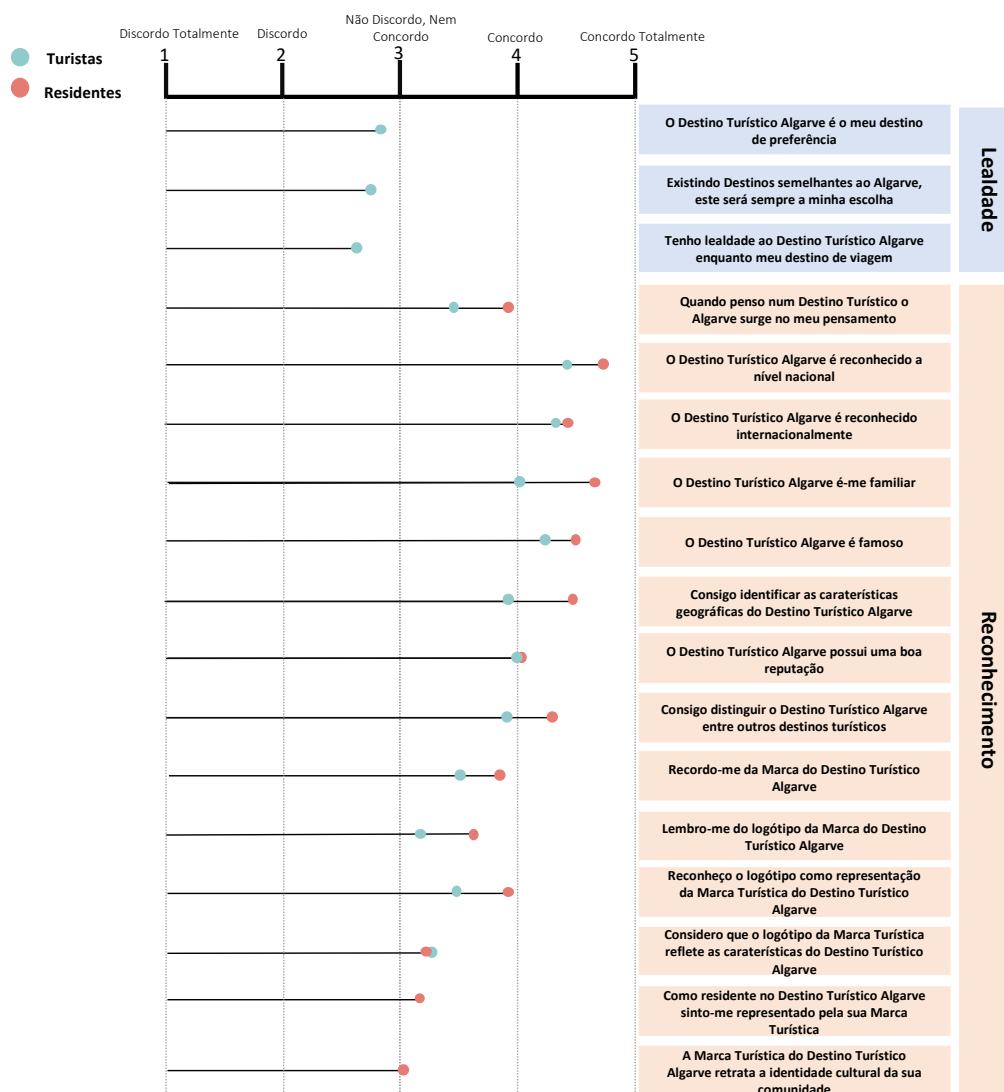 Não Discordo, Nem
Discordo Totalmente Discordo Concordo Concordo Concordo Totalmente
1 2 3 4 5
Turistas
Residentes
O Destino Turístico Algarve é o meu destino
de preferência
Existindo Destinos semelhantes ao Algarve,
este será sempre a minha escolha
Tenho lealdade ao Destino Turístico Algarve
enquanto meu destino de viagem
Lealdade
Quando penso num Destino Turístico o
Algarve surge no meu pensamento
O Destino Turístico Algarve é reconhecido a
nível nacional
O Destino Turístico Algarve é reconhecido
internacionalmente
O Destino Turístico Algarve é-me familiar
O Destino Turístico Algarve é famoso
Consigo identificar as caraterísticas
geográficas do Destino Turístico Algarve
O Destino Turístico Algarve possui uma boa
reputação
Consigo distinguir o Destino Turístico Algarve
entre outros destinos turísticos
Recordo-me da Marca do Destino Turístico
Algarve
Lembro-me do logótipo da Marca do Destino
Turístico Algarve
Reconheço o logótipo como representação
da Marca Turística do Destino Turístico
Algarve
Considero que o logótipo da Marca Turística
reflete as caraterísticas do Destino Turístico
Algarve
Como residente no Destino Turístico Algarve
sinto-me representado pela sua Marca
Turística
A Marca Turística do Destino Turístico
Algarve retrata a identidade cultural da sua
comunidade
Reconhecimento